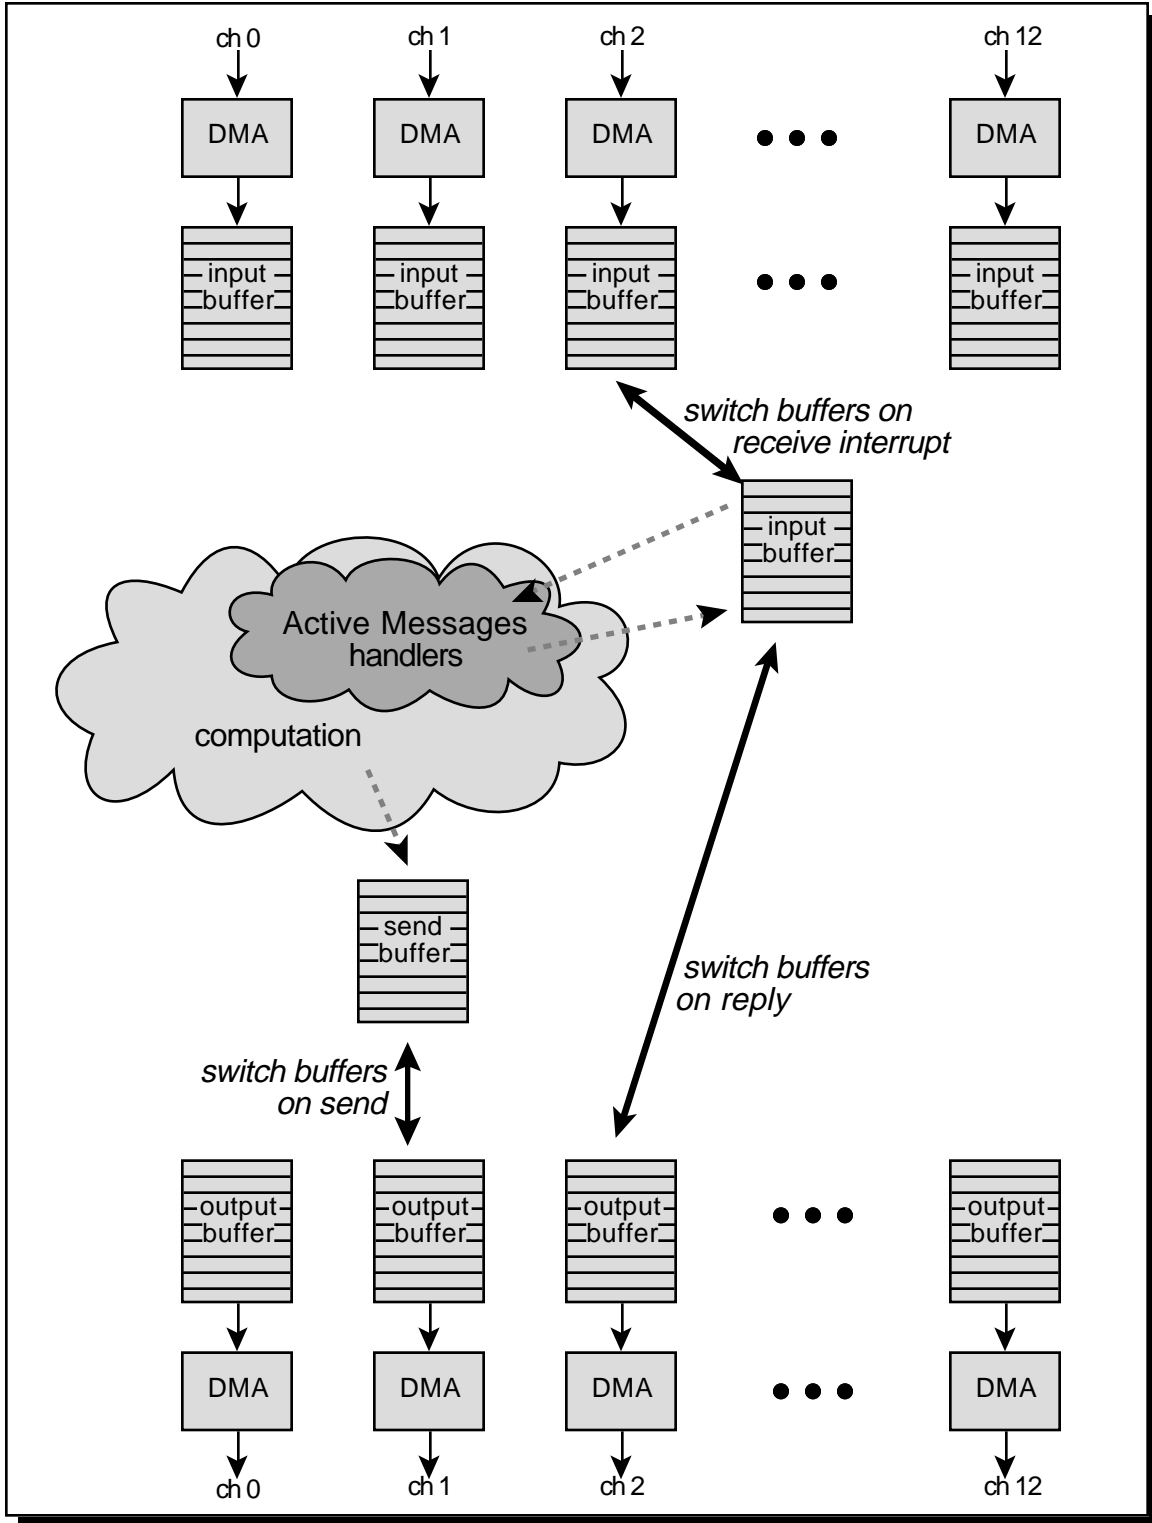 ch 0
ch 1
ch 2
ch 12
DMA
DMA
DMA
DMA
input
buffer
input
buffer
input
buffer
input
buffer
switch buffers on
receive interrupt
input
buffer
Active Messages
handlers
computation
send
buffer
switch buffers
on reply
switch buffers
on send
output
buffer
output
buffer
output
buffer
output
buffer
DMA
DMA
DMA
DMA
ch 0
ch 1
ch 2
ch 12